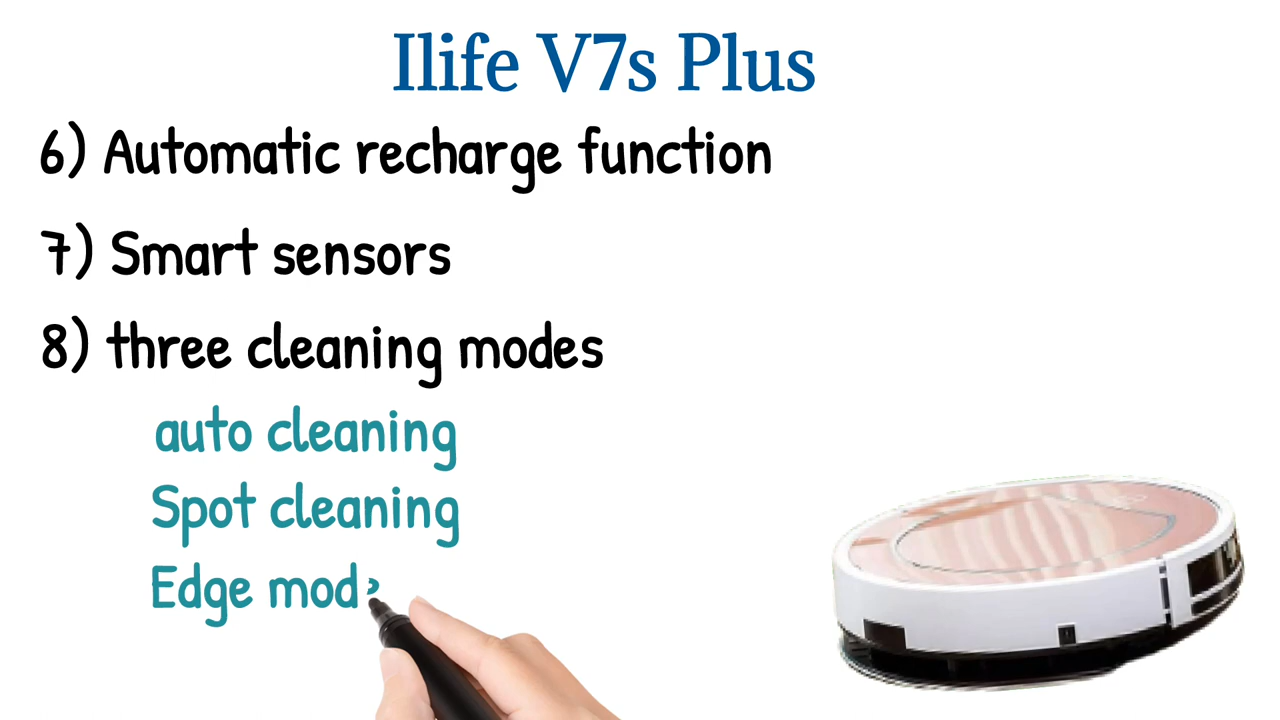 Ilife V7s Plus
6) Automatic recharge function
7) Smart sensors
8) three cleaning modes
auto cleaning
Spot cleaning
Edge mod